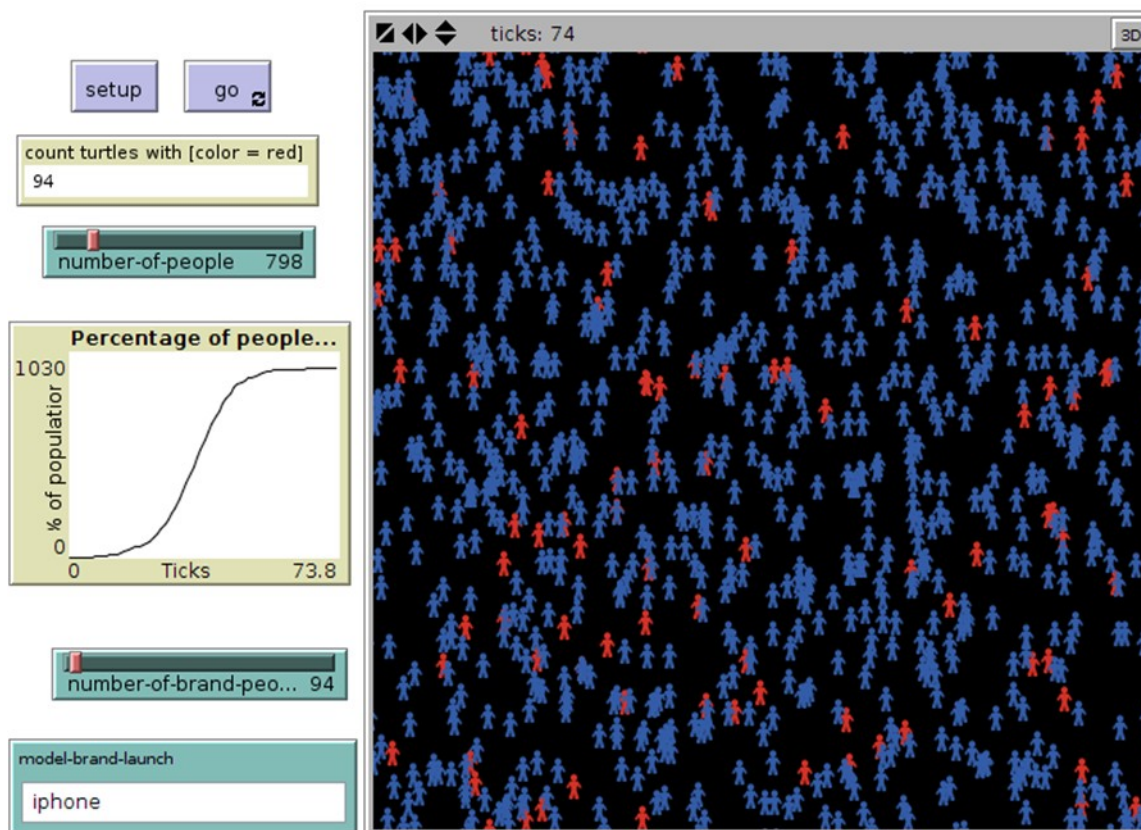 ticks: 74
3D
setup
go
count turtles with [color = red]
94
number-of-people 798
Percentage of people...
1030
% of population
0
0 Ticks 73.8
number-of-brand-peo... 94
model-brand-launch
iphone